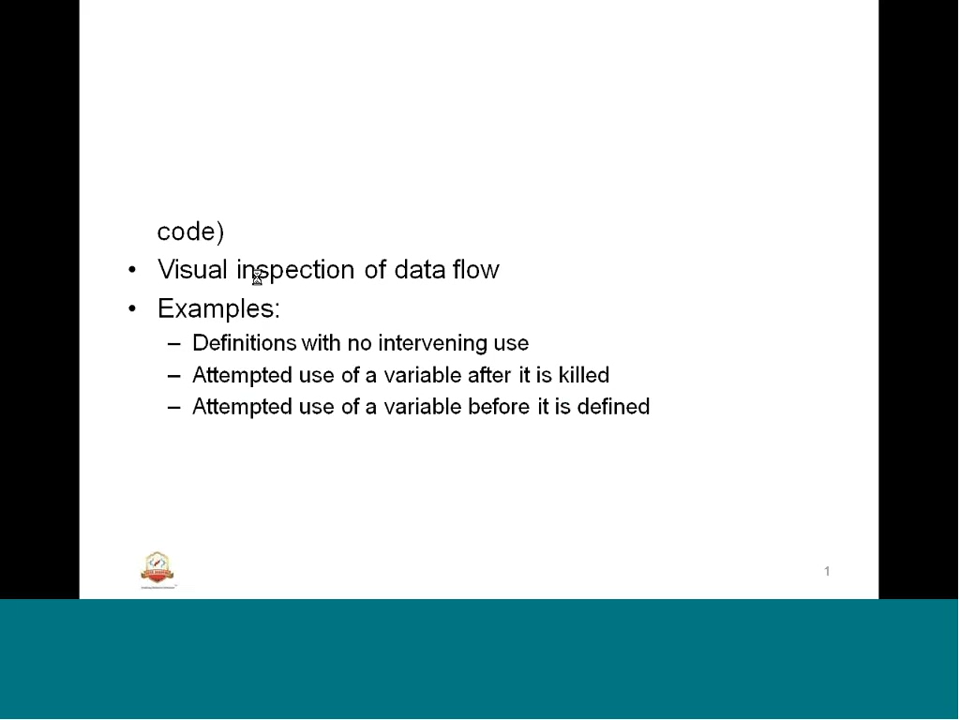 code)
• Visual inspection of data flow
• Examples:
– Definitions with no intervening use
– Attempted use of a variable after it is killed
– Attempted use of a variable before it is defined
1